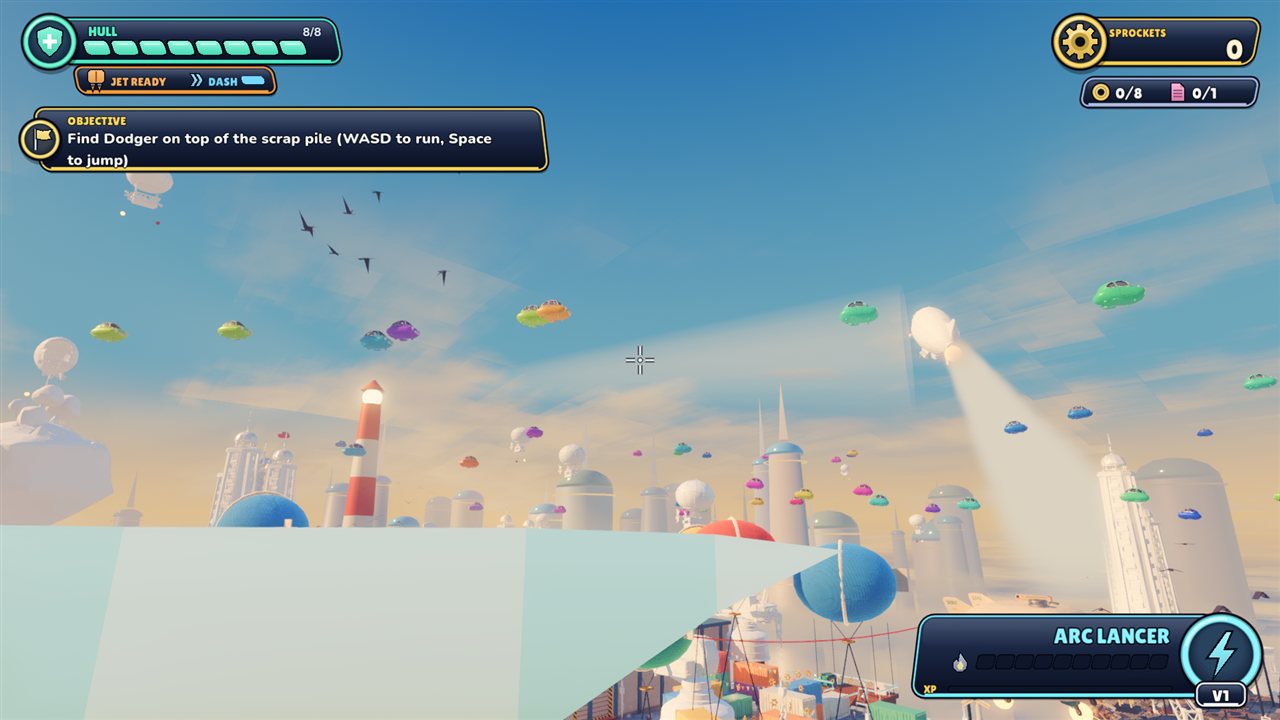 HULL 8/8
JET READY DASH
OBJECTIVE
Find Dodger on top of the scrap pile (WASD to run, Space
to jump)
SPROCKETS
0
0/8 0/1
ARC LANCER
XP
V1